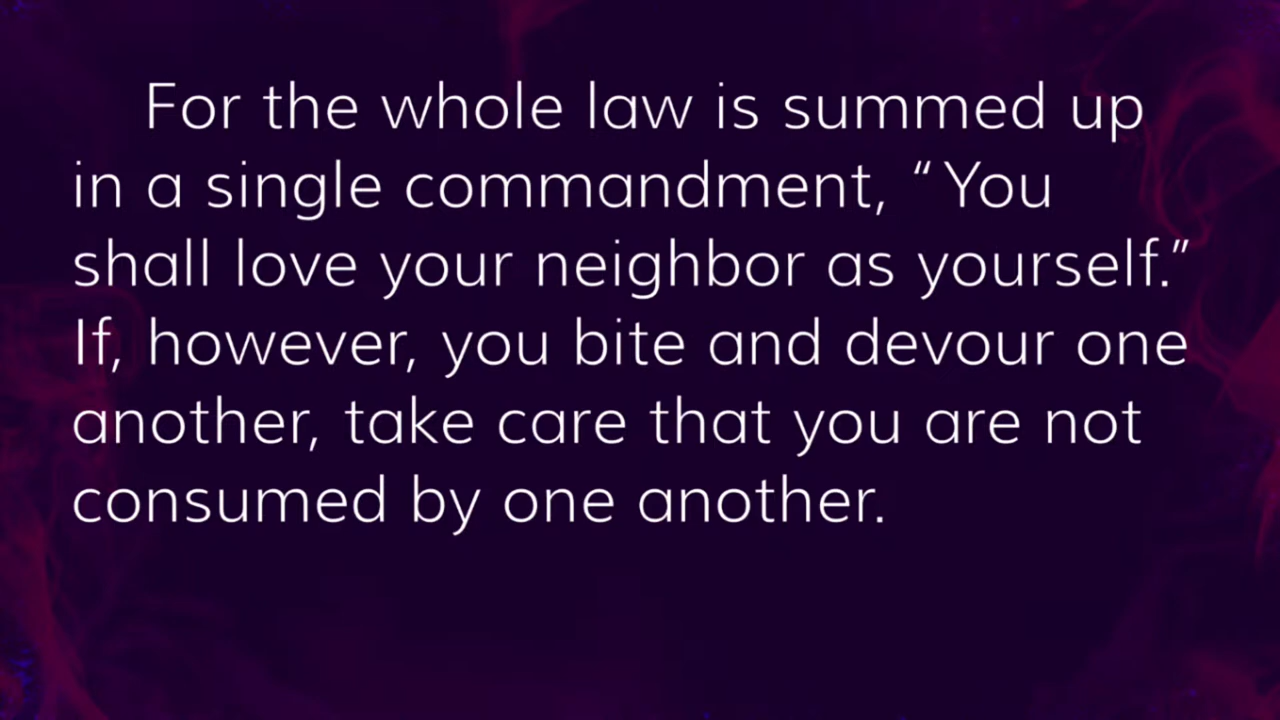 For the whole law is summed up
in a single commandment, “You
shall love your neighbor as yourself.”
If, however, you bite and devour one
another, take care that you are not
consumed by one another.